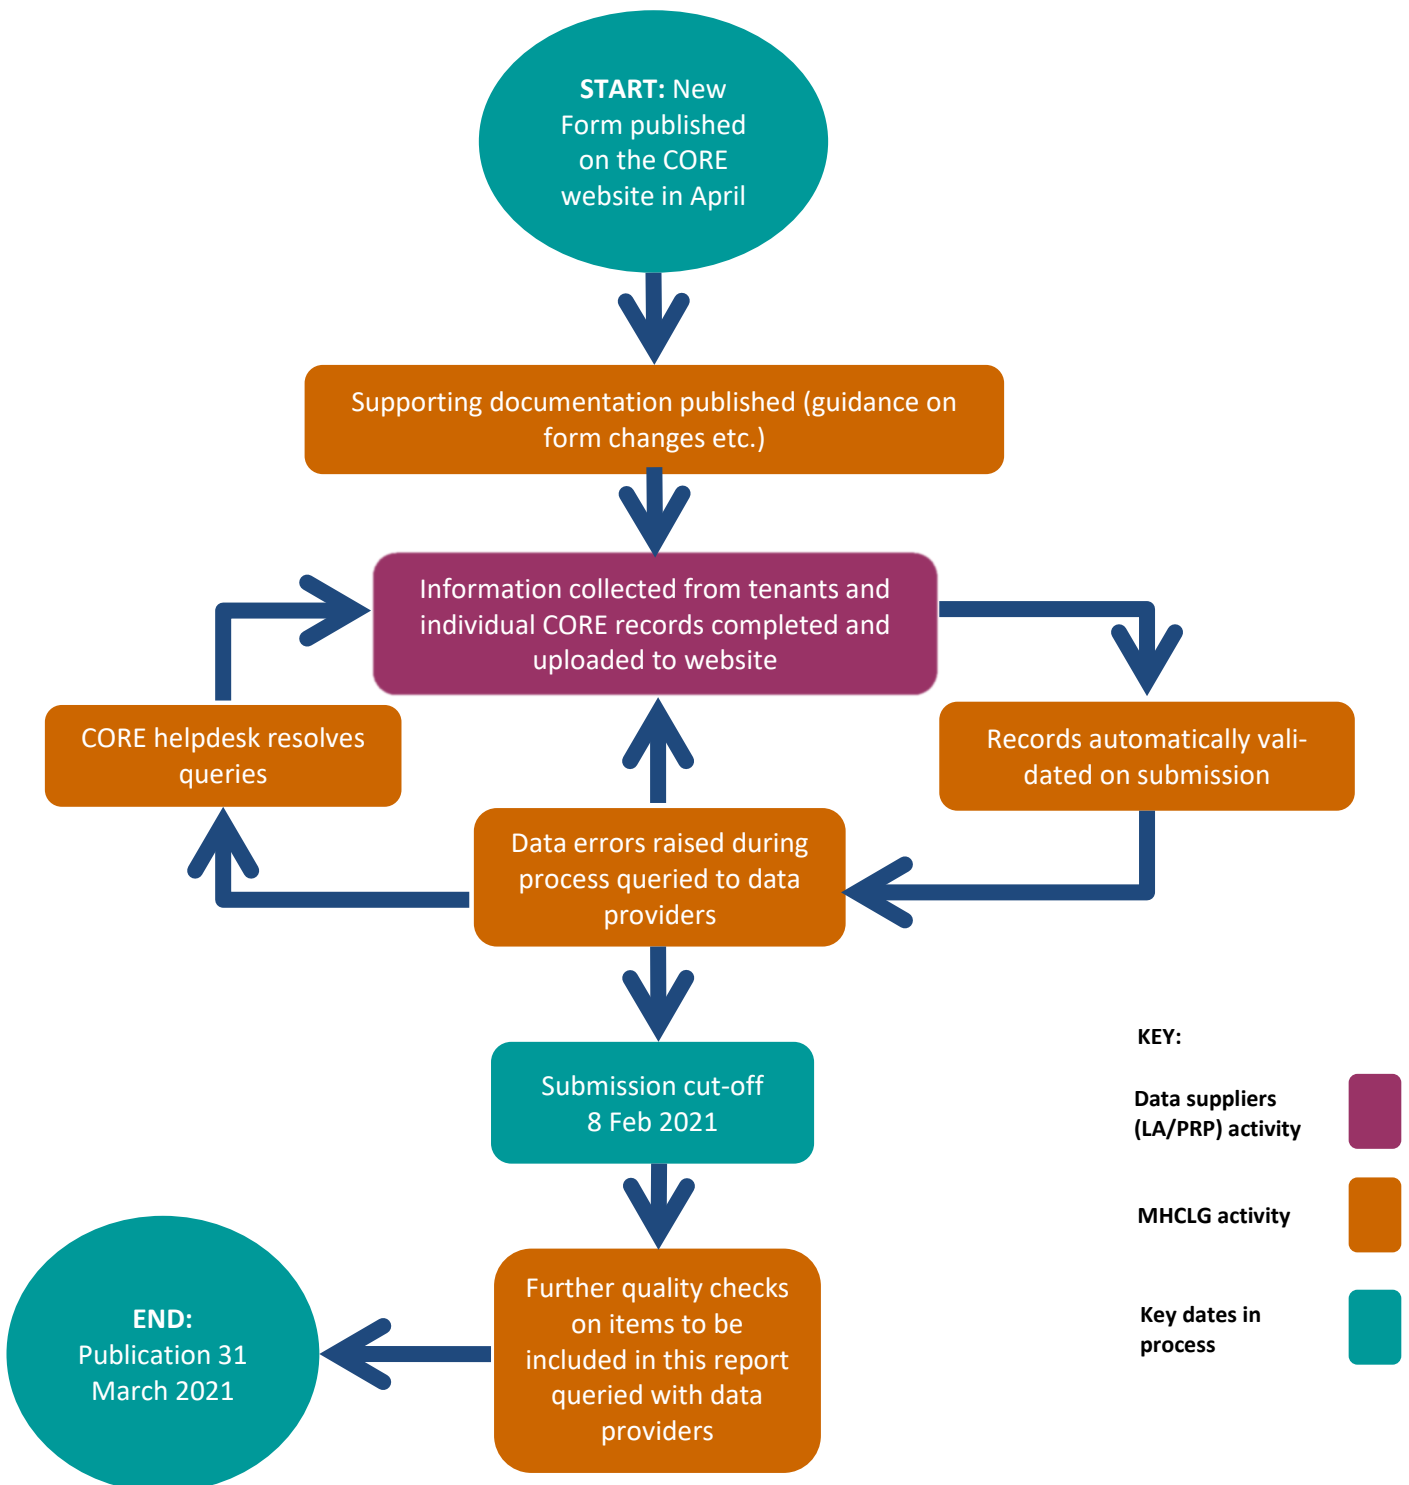 START: New
Form published
on the CORE
website in April
Supporting documentation published (guidance on
form changes etc.)
Information collected from tenants and
individual CORE records completed and
uploaded to website
CORE helpdesk resolves
queries
Records automatically vali-
dated on submission
Data errors raised during
process queried to data
providers
Submission cut-off
8 Feb 2021
Further quality checks
on items to be
included in this report
queried with data
providers
END:
Publication 31
March 2021
KEY:
Data suppliers
(LA/PRP) activity
MHCLG activity
Key dates in
process